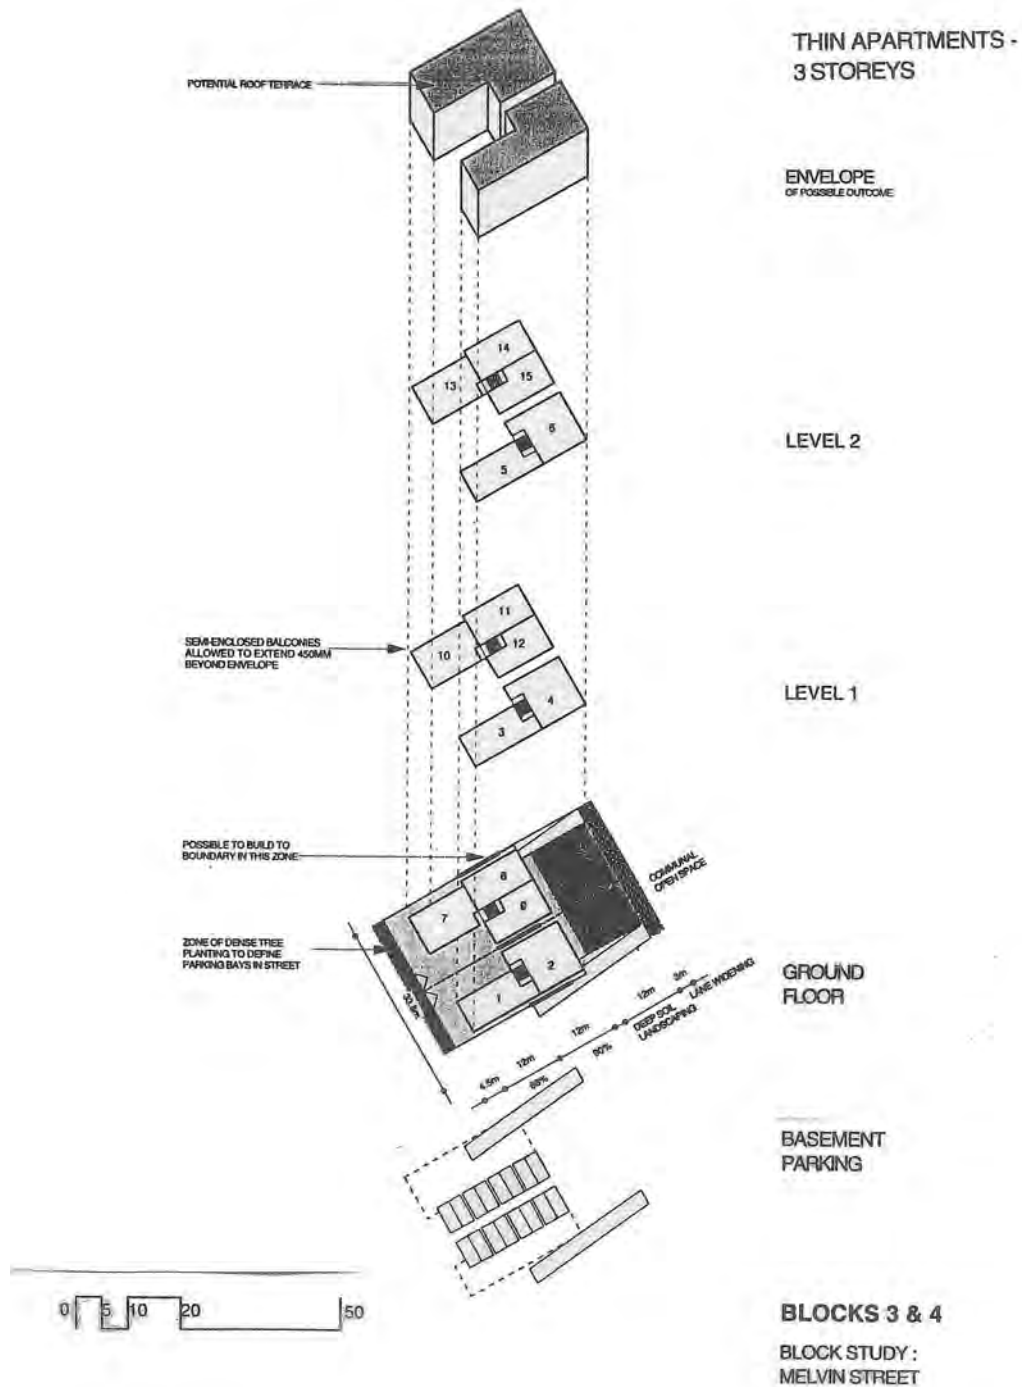 THIN APARTMENTS -
3 STOREYS
POTENTIAL ROOF TERRACE
ENVELOPE
OF POSSIBLE OUTCOME
14
13
15
6
5
LEVEL 2
11
10
12
4
3
SEMI-ENCLOSED BALCONIES
ALLOWED TO EXTEND 450MM
BEYOND ENVELOPE
LEVEL 1
POSSIBLE TO BUILD TO
BOUNDARY IN THIS ZONE
COMMUNAL
OPEN SPACE
8
9
7
2
1
ZONE OF DENSE TREE
PLANTING TO DEFINE
PARKING BAYS IN STREET
GROUND
FLOOR
3m
LANE WIDENING
12m
DEEP SOIL
LANDSCAPING
12m
90%
12m
4.5m
BASEMENT
PARKING
0 5 10 20 50
BLOCKS 3 & 4
BLOCK STUDY :
MELVIN STREET